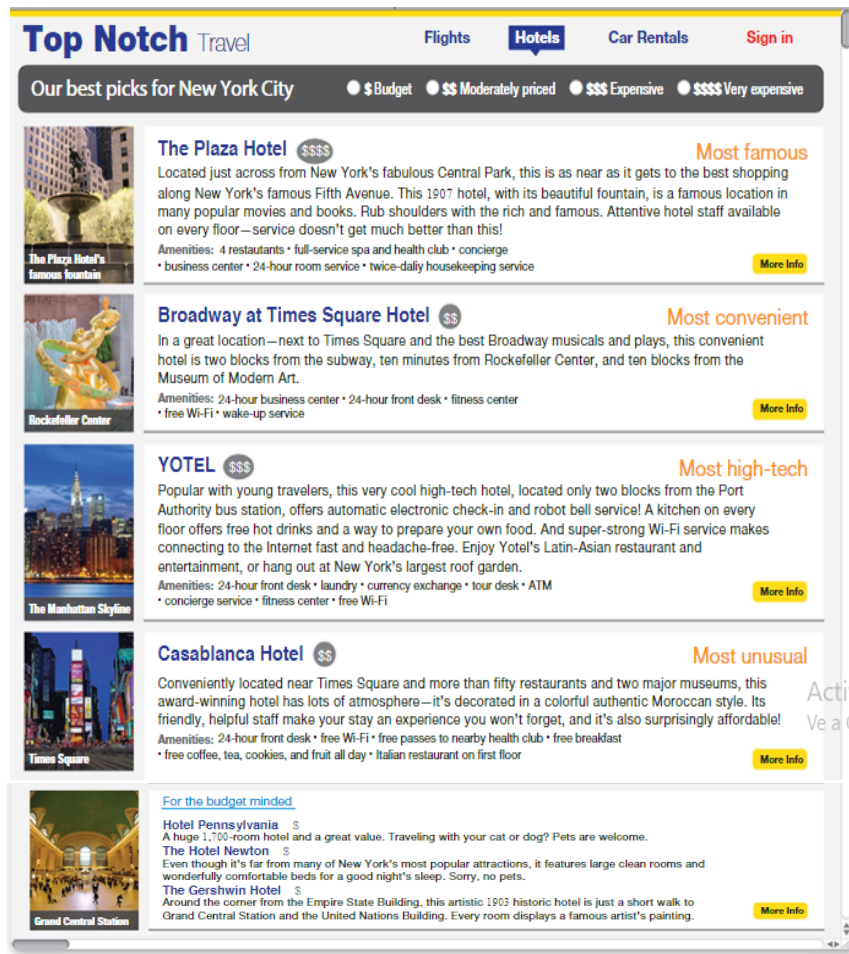 Top Notch Travel
Flights Hotels Car Rentals Sign in
Our best picks for New York City $ Budget $$ Moderately priced $$$ Expensive $$$$ Very expensive
The Plaza Hotel $$$$
Most famous
Located just across from New York's fabulous Central Park, this is as near as it gets to the best shopping
along New York's famous Fifth Avenue. This 1907 hotel, with its beautiful fountain, is a famous location in
many popular movies and books. Rub shoulders with the rich and famous. Attentive hotel staff available
on every floor—service doesn't get much better than this!
Amenities: 4 restautants • full-service spa and health club • concierge
• business center • 24-hour room service • twice-daliy housekeeping service
More Info
The Plaza Hotel's
famous fountain
Broadway at Times Square Hotel $$
Most convenient
In a great location—next to Times Square and the best Broadway musicals and plays, this convenient
hotel is two blocks from the subway, ten minutes from Rockefeller Center, and ten blocks from the
Museum of Modern Art.
Amenities: 24-hour business center • 24-hour front desk • fitness center
• free Wi-Fi • wake-up service
More Info
Rockefeller Center
YOTEL $$$
Most high-tech
Popular with young travelers, this very cool high-tech hotel, located only two blocks from the Port
Authority bus station, offers automatic electronic check-in and robot bell service! A kitchen on every
floor offers free hot drinks and a way to prepare your own food. And super-strong Wi-Fi service makes
connecting to the Internet fast and headache-free. Enjoy Yotel's Latin-Asian restaurant and
entertainment, or hang out at New York's largest roof garden.
Amenities: 24-hour front desk • laundry • currency exchange • tour desk • ATM
• concierge service • fitness center • free Wi-Fi
More Info
The Manhattan Skyline
Casablanca Hotel $$
Most unusual
Conveniently located near Times Square and more than fifty restaurants and two major museums, this
award-winning hotel has lots of atmosphere—it's decorated in a colorful authentic Moroccan style. Its
friendly, helpful staff make your stay an experience you won't forget, and it's also surprisingly affordable!
Amenities: 24-hour front desk • free Wi-Fi • free passes to nearby health club • free breakfast
• free coffee, tea, cookies, and fruit all day • Italian restaurant on first floor
More Info
Times Square
Acti
Ve a
For the budget minded
Hotel Pennsylvania $
A huge 1,700-room hotel and a great value. Traveling with your cat or dog? Pets are welcome.
The Hotel Newton $
Even though it's far from many of New York's most popular attractions, it features large clean rooms and
wonderfully comfortable beds for a good night's sleep. Sorry, no pets.
The Gershwin Hotel $
Around the corner from the Empire State Building, this artistic 1903 historic hotel is just a short walk to
Grand Central Station and the United Nations Building. Every room displays a famous artist's painting.
More Info
Grand Central Station